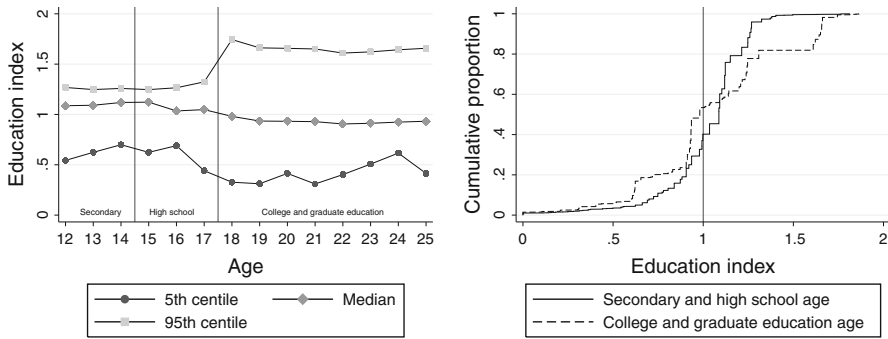 Education index
2
1.5
1
.5
0
Secondary
High school
College and graduate education
12 13 14 15 16 17 18 19 20 21 22 23 24 25
Age
5th centile
Median
95th centile
Cumulative proportion
1
.8
.6
.4
.2
0
0 .5 1 1.5 2
Education index
Secondary and high school age
College and graduate education age